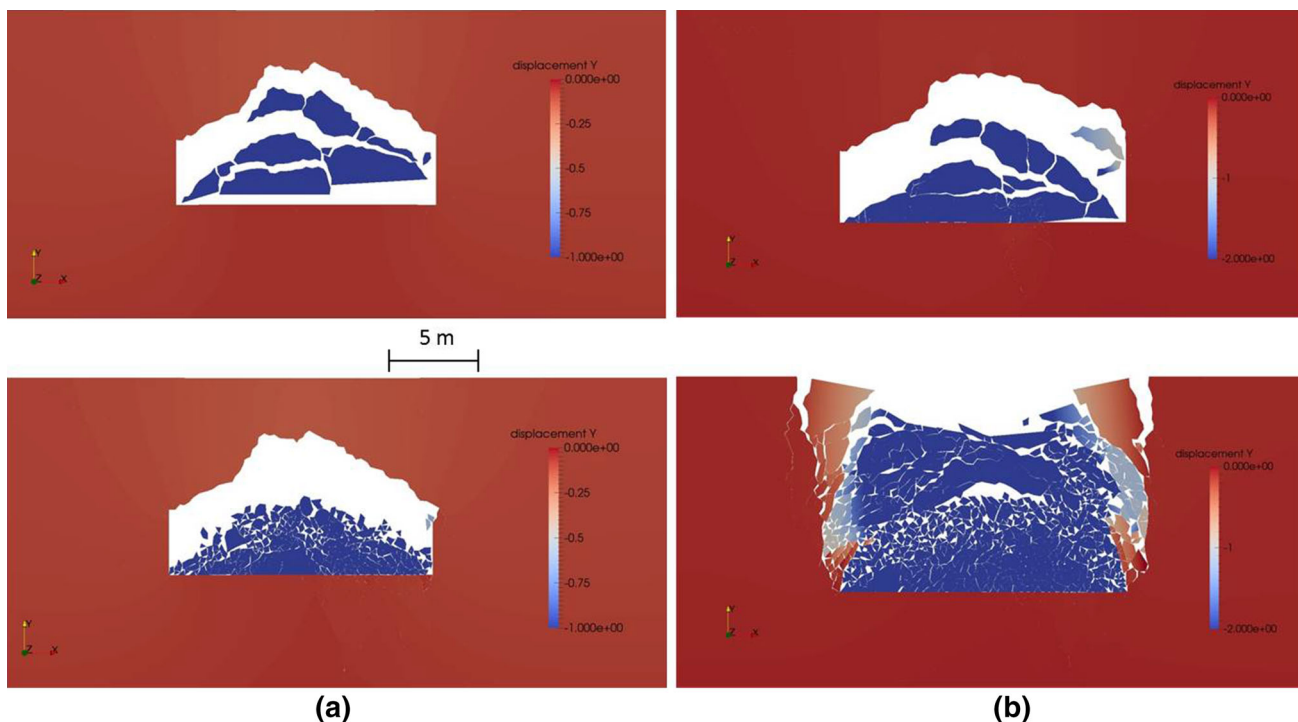 displacement Y
0.000e+00
-0.25
-0.5
-0.75
-1.000e+00
Y
Z X
displacement Y
0.000e+00
-1
-2.000e+00
Y
Z X
5 m
displacement Y
0.000e+00
-0.25
-0.5
-0.75
-1.000e+00
Y
Z X
displacement Y
0.000e+00
-1
-2.000e+00
Y
Z X
(a) (b)